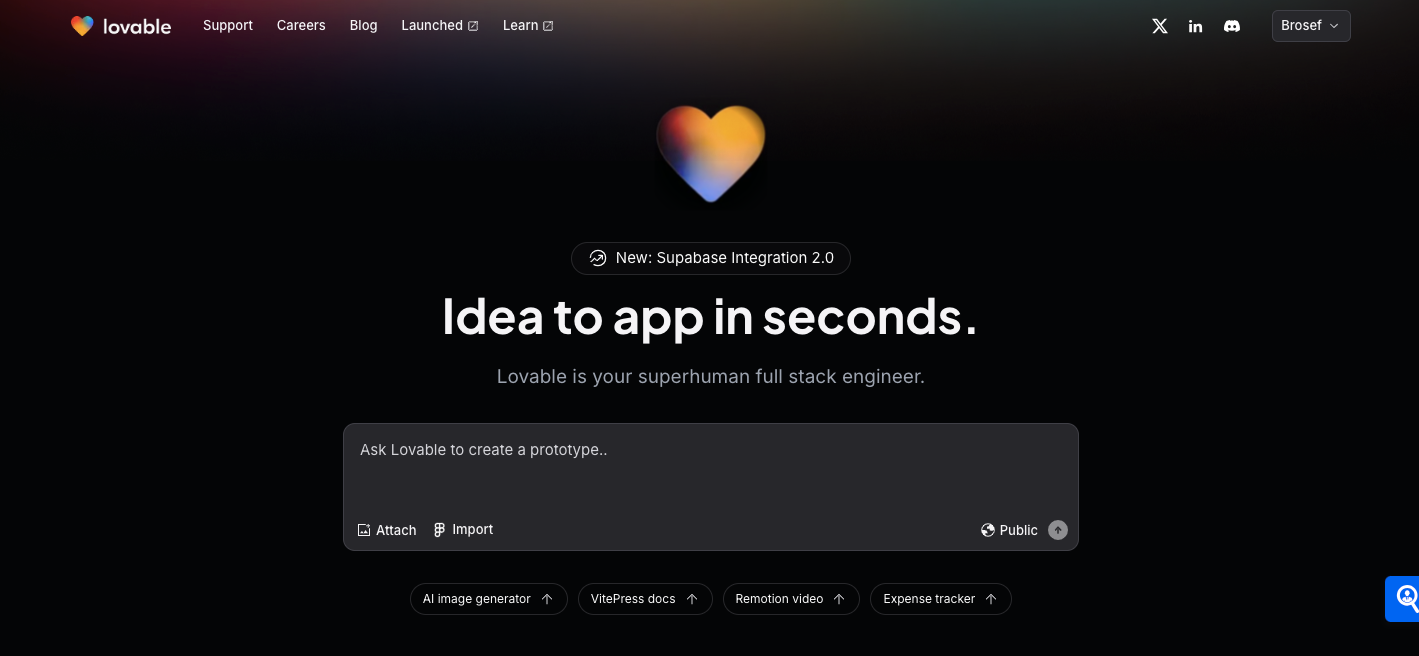 lovable Support Careers Blog Launched Learn Brosef
New: Supabase Integration 2.0
Idea to app in seconds.
Lovable is your superhuman full stack engineer.
Ask Lovable to create a prototype..
Attach Import Public
AI image generator VitePress docs Remotion video Expense tracker